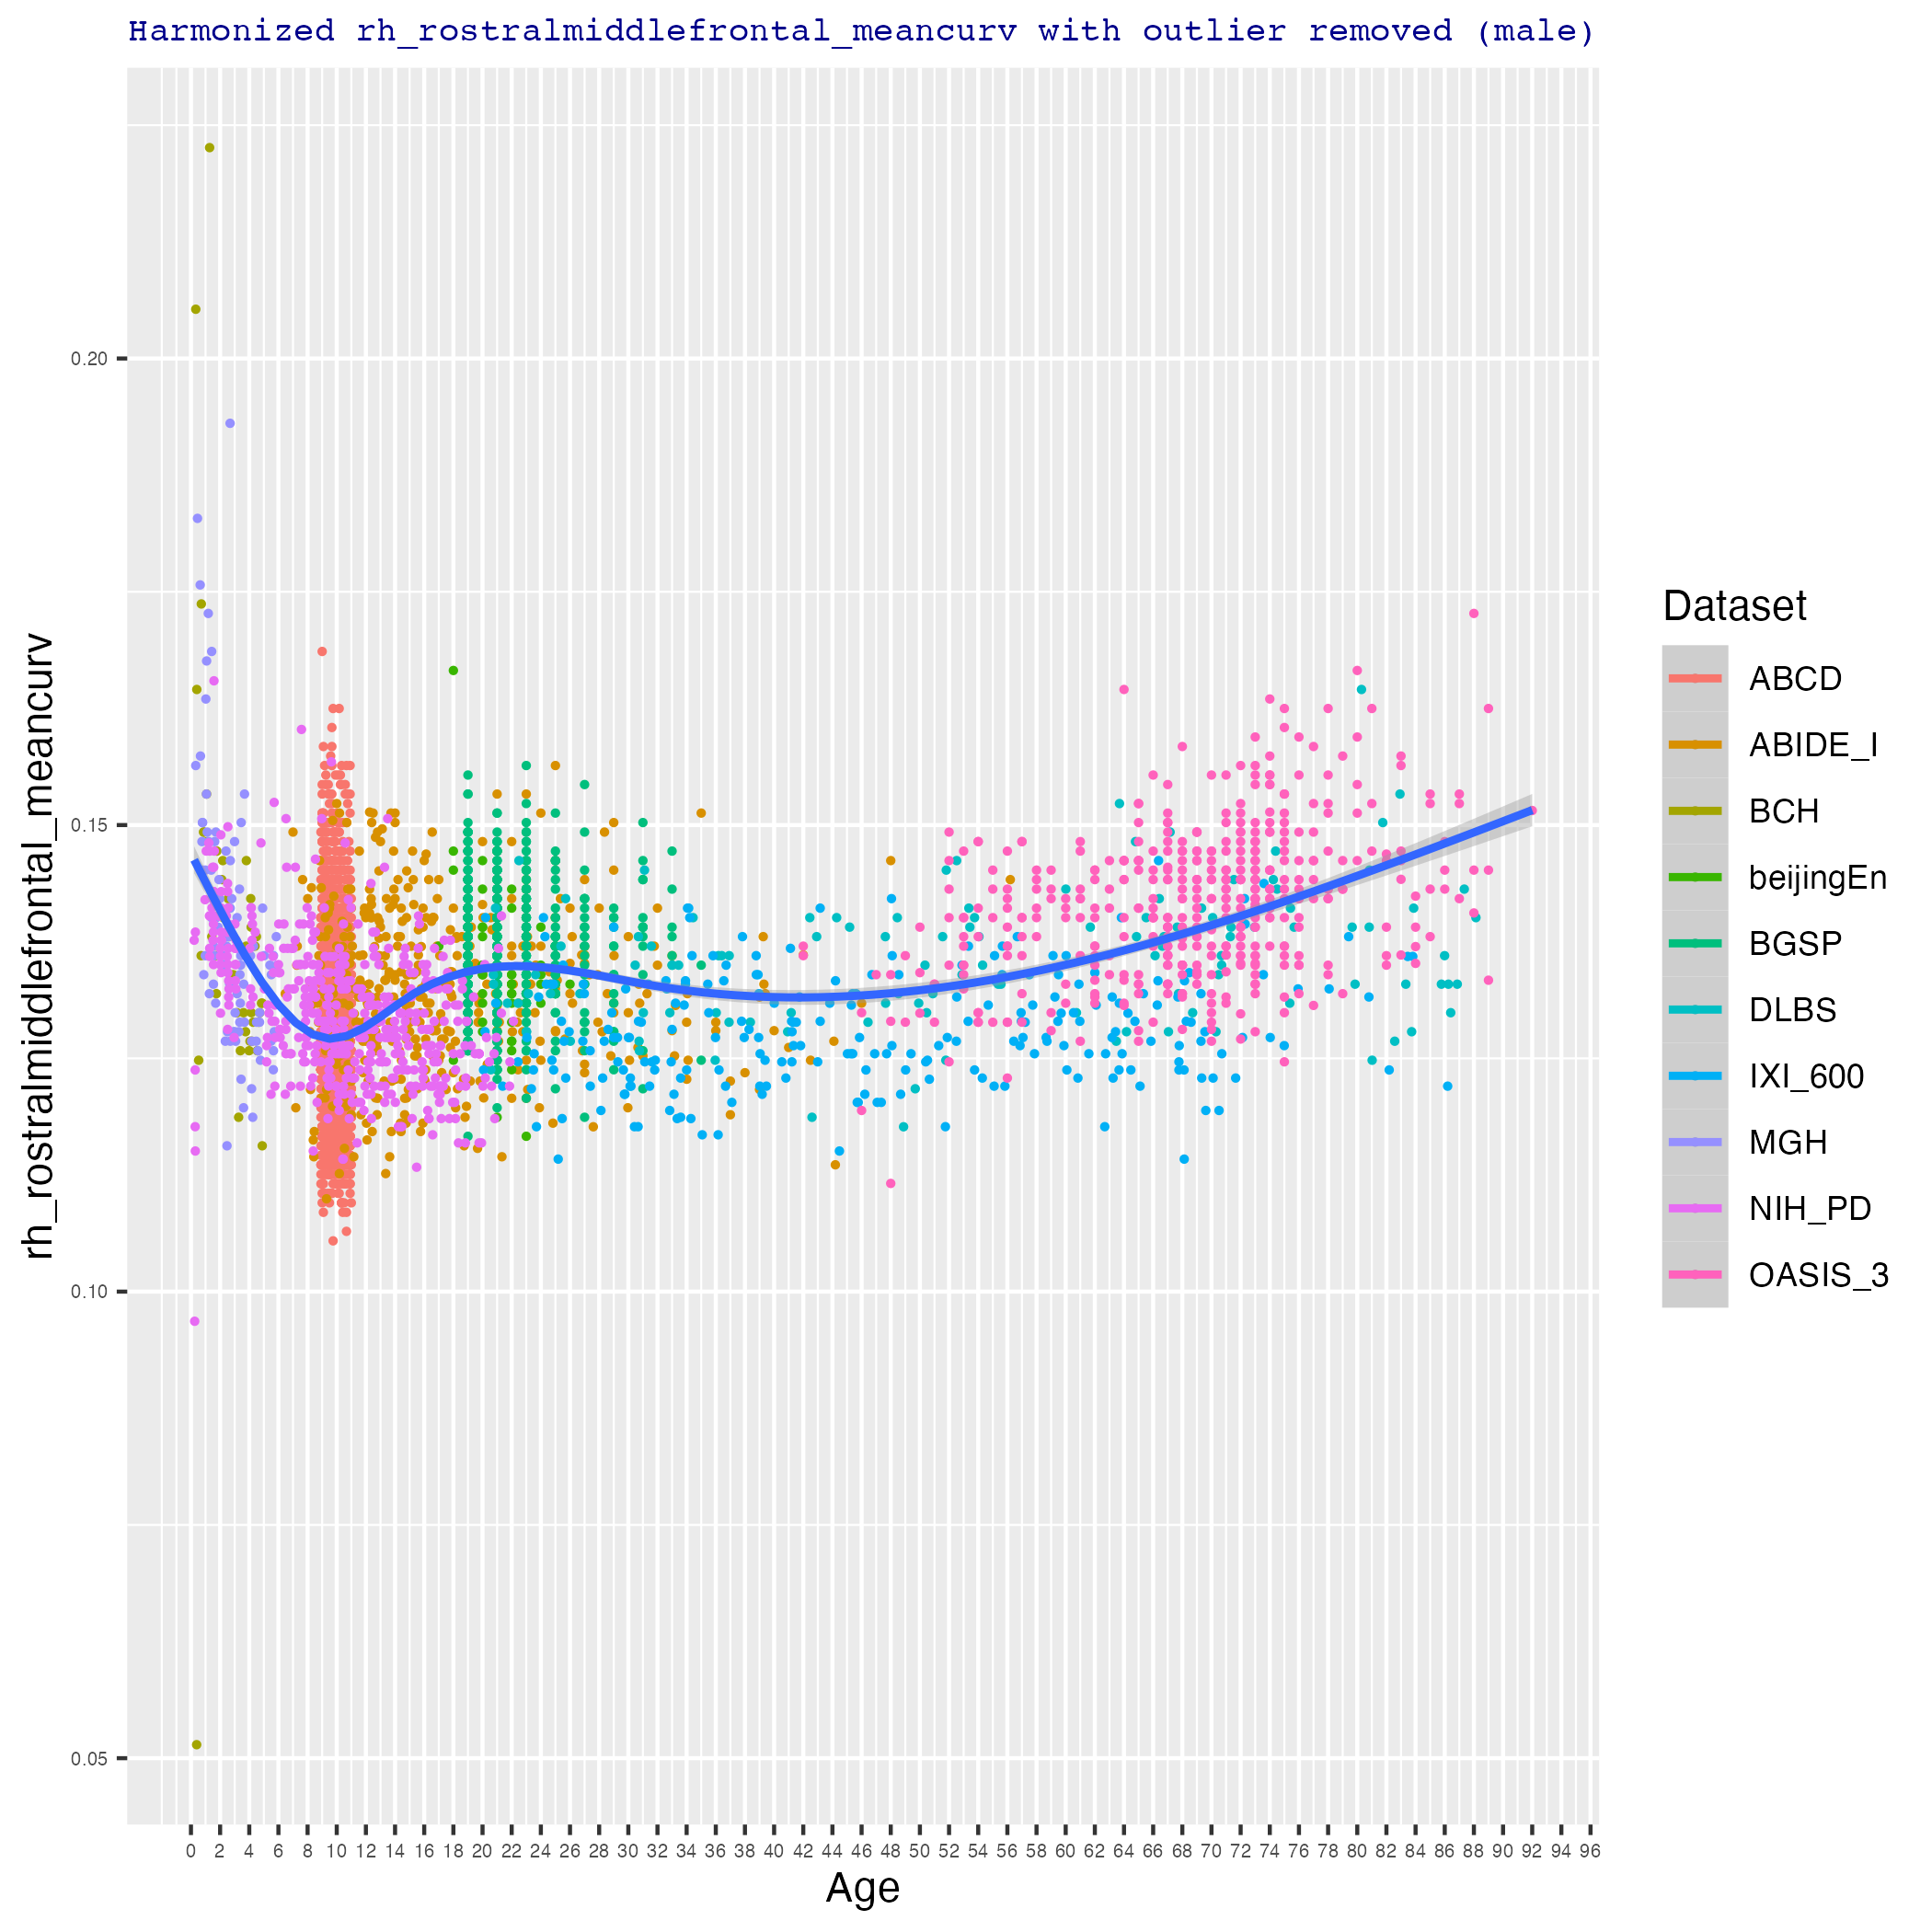 Harmonized rh_rostralmiddlefrontal_meancurv with outlier removed (male)
rh_rostralmiddlefrontal_meancurv
0.20
0.15
0.10
0.05
0 2 4 6 8 10 12 14 16 18 20 22 24 26 28 30 32 34 36 38 40 42 44 46 48 50 52 54 56 58 60 62 64 66 68 70 72 74 76 78 80 82 84 86 88 90 92 94 96
Age
Dataset
ABCD
ABIDE_I
BCH
beijingEn
BGSP
DLBS
IXI_600
MGH
NIH_PD
OASIS_3